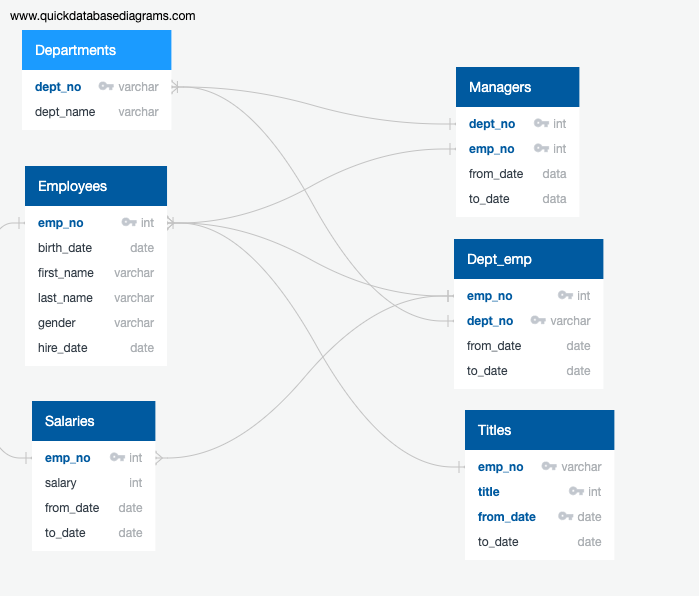 www.quickdatabasediagrams.com
Departments
dept_no varchar
dept_name varchar
Employees
emp_no int
birth_date date
first_name varchar
last_name varchar
gender varchar
hire_date date
Salaries
emp_no int
salary int
from_date date
to_date date
Managers
dept_no int
emp_no int
from_date data
to_date data
Dept_emp
emp_no int
dept_no varchar
from_date date
to_date date
Titles
emp_no varchar
title int
from_date date
to_date date